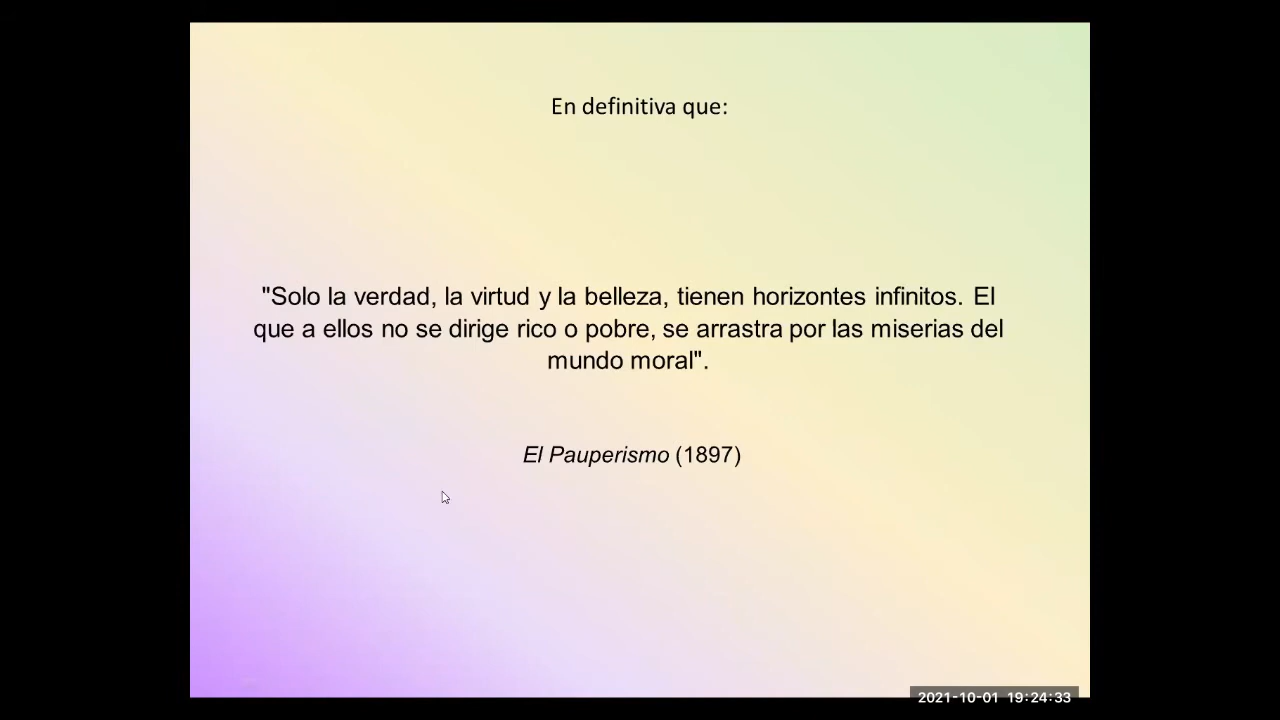 En definitiva que:
"Solo la verdad, la virtud y la belleza, tienen horizontes infinitos. El
que a ellos no se dirige rico o pobre, se arrastra por las miserias del
mundo moral".
El Pauperismo (1897)
2021-10-01 19:24:33